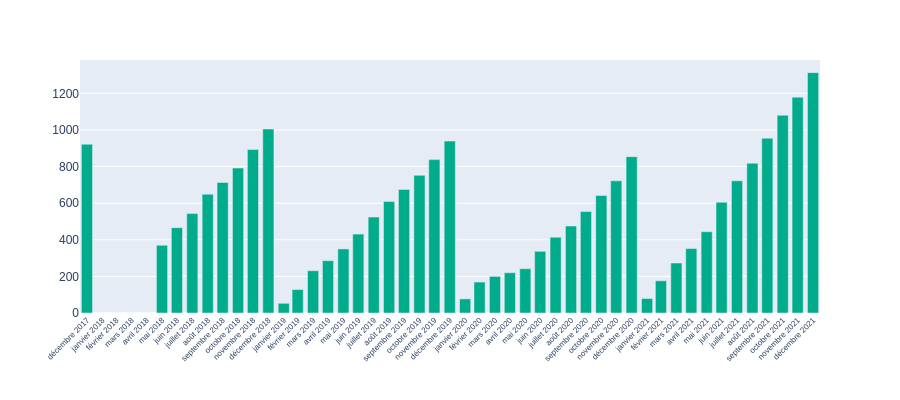 1200
1000
800
600
400
200
0
décembre 2017
janvier 2018
février 2018
mars 2018
avril 2018
mai 2018
juin 2018
juillet 2018
août 2018
septembre 2018
octobre 2018
novembre 2018
décembre 2018
janvier 2019
février 2019
mars 2019
avril 2019
mai 2019
juin 2019
juillet 2019
août 2019
septembre 2019
octobre 2019
novembre 2019
décembre 2019
janvier 2020
février 2020
mars 2020
avril 2020
mai 2020
juin 2020
juillet 2020
août 2020
septembre 2020
octobre 2020
novembre 2020
décembre 2020
janvier 2021
février 2021
mars 2021
avril 2021
mai 2021
juin 2021
juillet 2021
août 2021
septembre 2021
octobre 2021
novembre 2021
décembre 2021